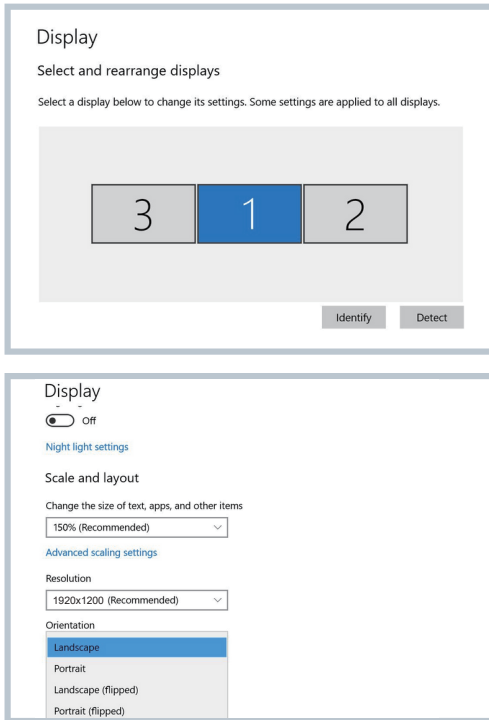 Display
Select and rearrange displays
Select a display below to change its settings. Some settings are applied to all displays.
3 1 2
Identify Detect
Display
Off
Night light settings
Scale and layout
Change the size of text, apps, and other items
150% (Recommended)
Advanced scaling settings
Resolution
1920x1200 (Recommended)
Orientation
Landscape
Portrait
Landscape (flipped)
Portrait (flipped)